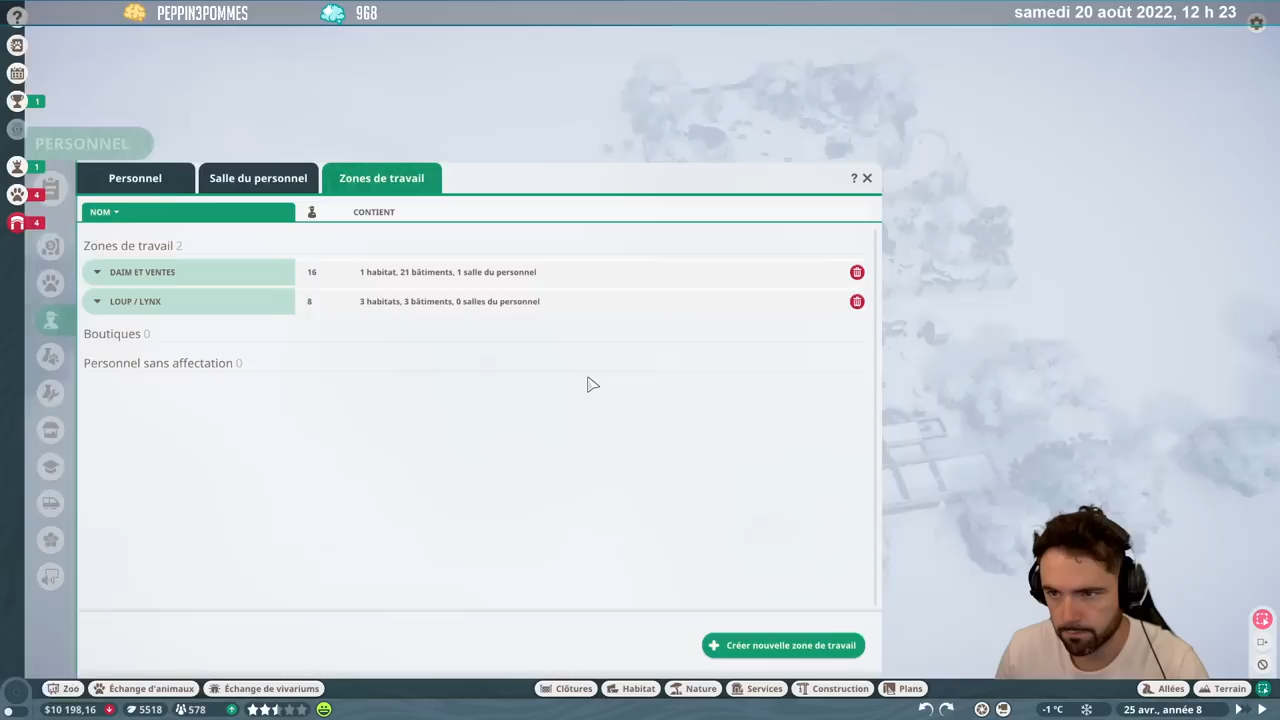 PEPPIN3POMMES
968
samedi 20 août 2022, 12 h 23
?
1
PERSONNEL
1
4
4
Personnel
Salle du personnel
Zones de travail
?
NOM
CONTIENT
Zones de travail 2
DAIM ET VENTES
16
1 habitat, 21 bâtiments, 1 salle du personnel
LOUP / LYNX
8
3 habitats, 3 bâtiments, 0 salles du personnel
Boutiques 0
Personnel sans affectation 0
Créer nouvelle zone de travail
Zoo
Échange d'animaux
Échange de vivariums
Clôtures
Habitat
Nature
Services
Construction
Plans
Allées
Terrain
$10 198,16
5518
578
-1 °C
25 avr., année 8